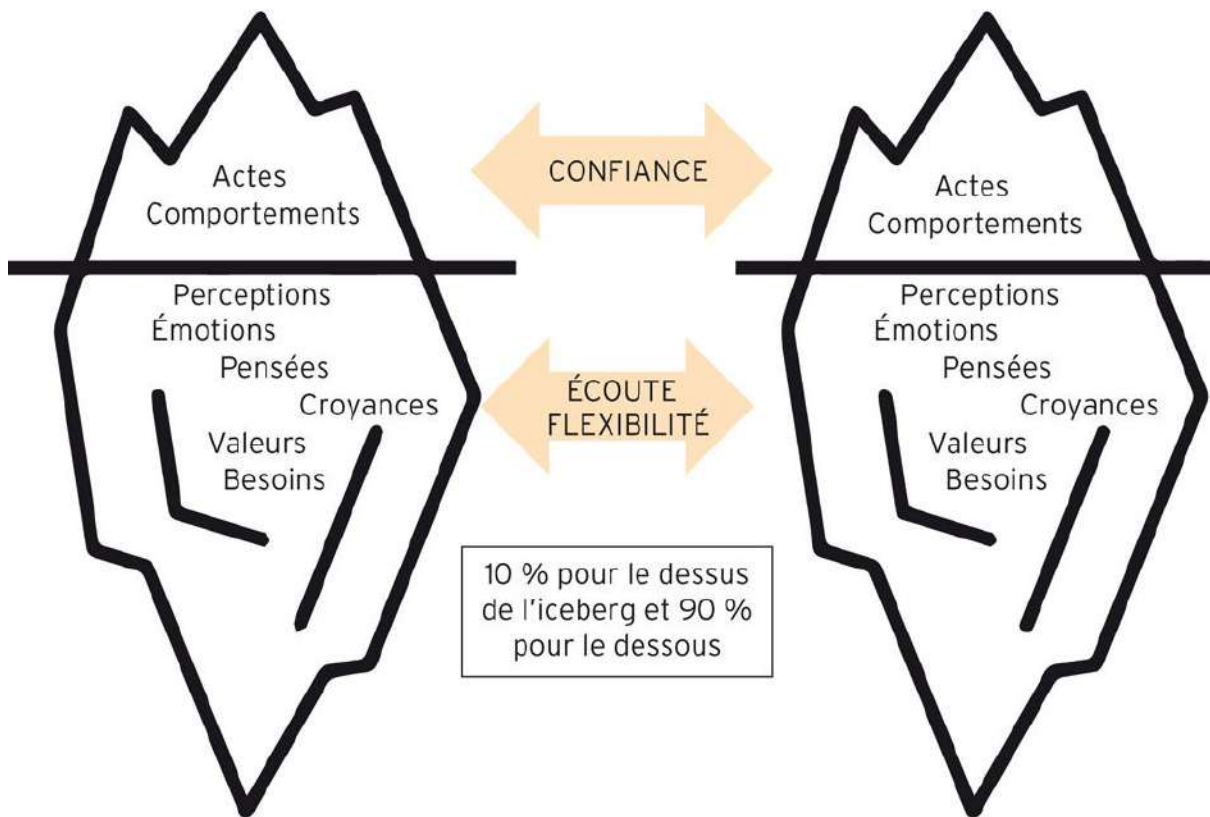 Actes
Comportements
Perceptions
Émotions
Pensées
Croyances
Valeurs
Besoins
CONFIANCE
ÉCOUTE
FLEXIBILITÉ
10 % pour le dessus
de l'iceberg et 90 %
pour le dessous
Actes
Comportements
Perceptions
Émotions
Pensées
Croyances
Valeurs
Besoins